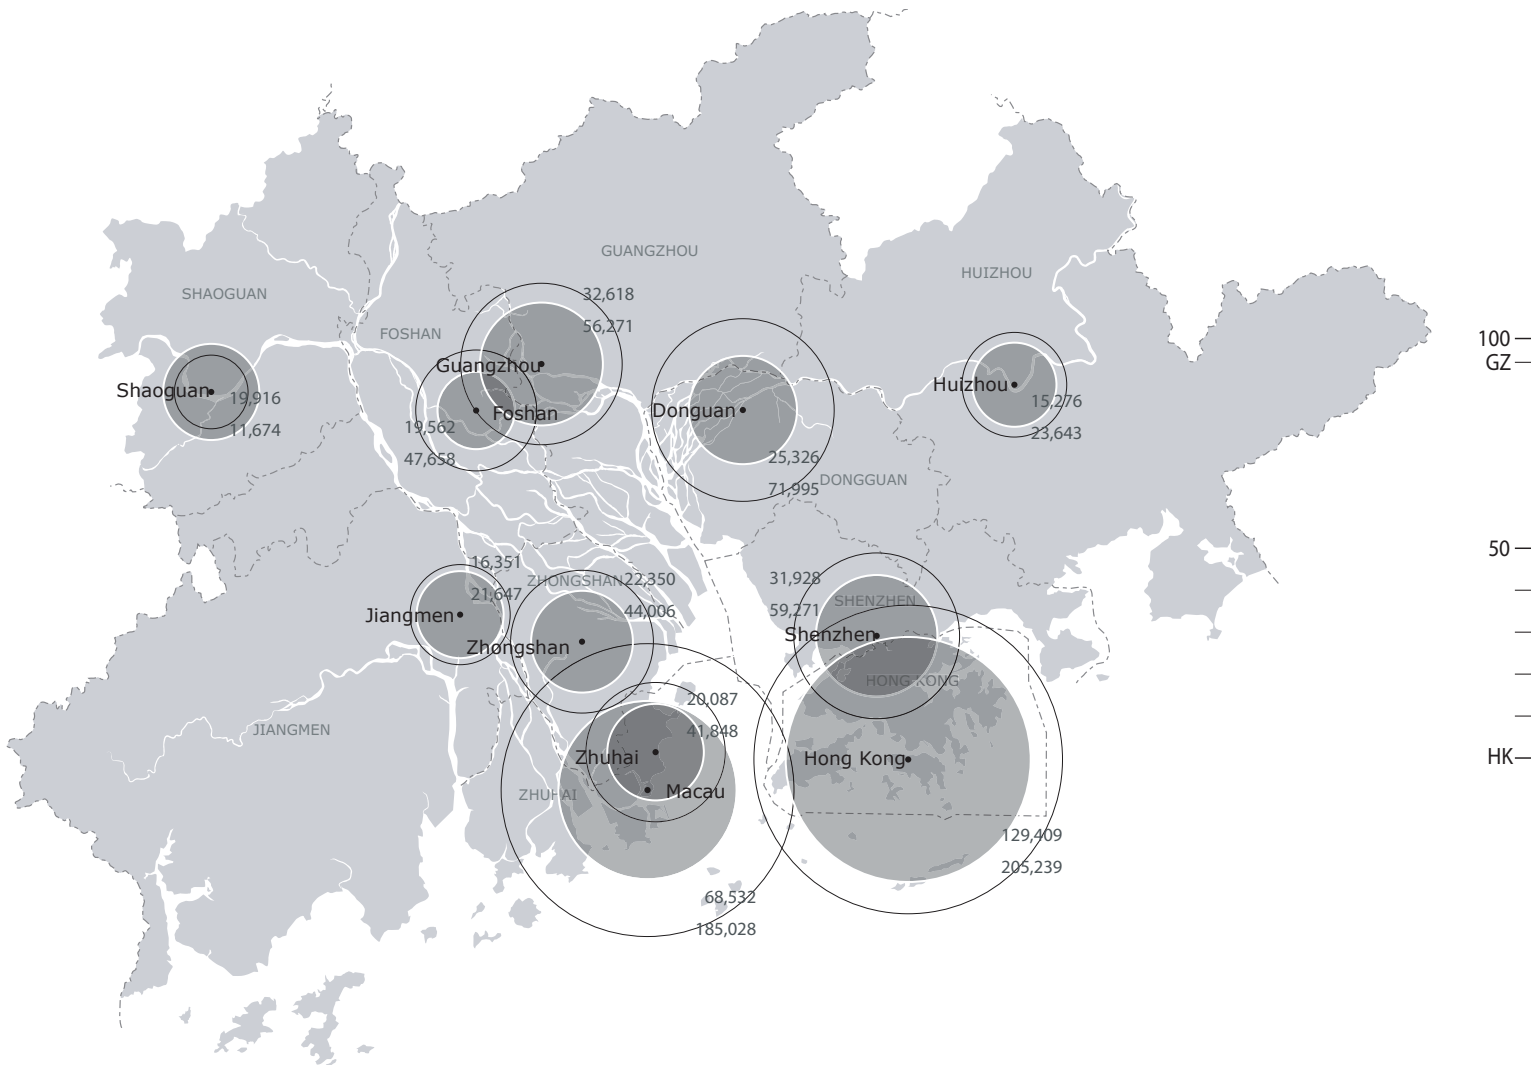 GUANGZHOU
HUIZHOU
SHAOGUAN
32,618
56,271
FOSHAN
100
GZ
Guangzhou
Shaoguan
19,916
11,674
Foshan
19,562
47,658
Donguan
25,326
71,995
Huizhou
15,276
23,643
DONGGUAN
50
16,351
21,647
Jiangmen
ZHONGSHAN
22,350
44,006
Zhongshan
31,928
59,271
SHENZHEN
Shenzhen
HONG KONG
20,087
41,848
JIANGMEN
Zhuhai
Hong Kong
HK
ZHUHAI
Macau
129,409
205,239
68,532
185,028